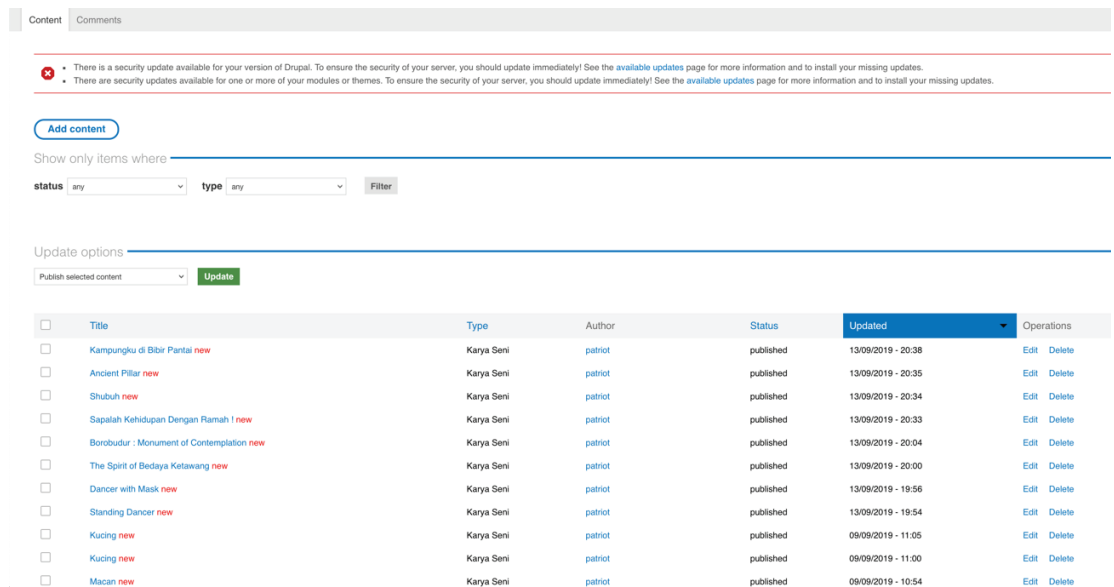 Content Comments
There is a security update available for your version of Drupal. To ensure the security of your server, you should update immediately! See the available updates page for more information and to install your missing updates.
There are security updates available for one or more of your modules or themes. To ensure the security of your server, you should update immediately! See the available updates page for more information and to install your missing updates.
Add content
Show only items where
status any type any Filter
Update options
Publish selected content Update
Title Type Author Status Updated Operations
Kampungku di Bibir Pantai new Karya Seni patriot published 13/09/2019 - 20:38 Edit Delete
Ancient Pillar new Karya Seni patriot published 13/09/2019 - 20:35 Edit Delete
Shubuh new Karya Seni patriot published 13/09/2019 - 20:34 Edit Delete
Sapalah Kehidupan Dengan Ramah ! new Karya Seni patriot published 13/09/2019 - 20:33 Edit Delete
Borobudur : Monument of Contemplation new Karya Seni patriot published 13/09/2019 - 20:04 Edit Delete
The Spirit of Bedaya Ketawang new Karya Seni patriot published 13/09/2019 - 20:00 Edit Delete
Dancer with Mask new Karya Seni patriot published 13/09/2019 - 19:56 Edit Delete
Standing Dancer new Karya Seni patriot published 13/09/2019 - 19:54 Edit Delete
Kucing new Karya Seni patriot published 09/09/2019 - 11:05 Edit Delete
Kucing new Karya Seni patriot published 09/09/2019 - 11:00 Edit Delete
Macan new Karya Seni patriot published 09/09/2019 - 10:54 Edit Delete